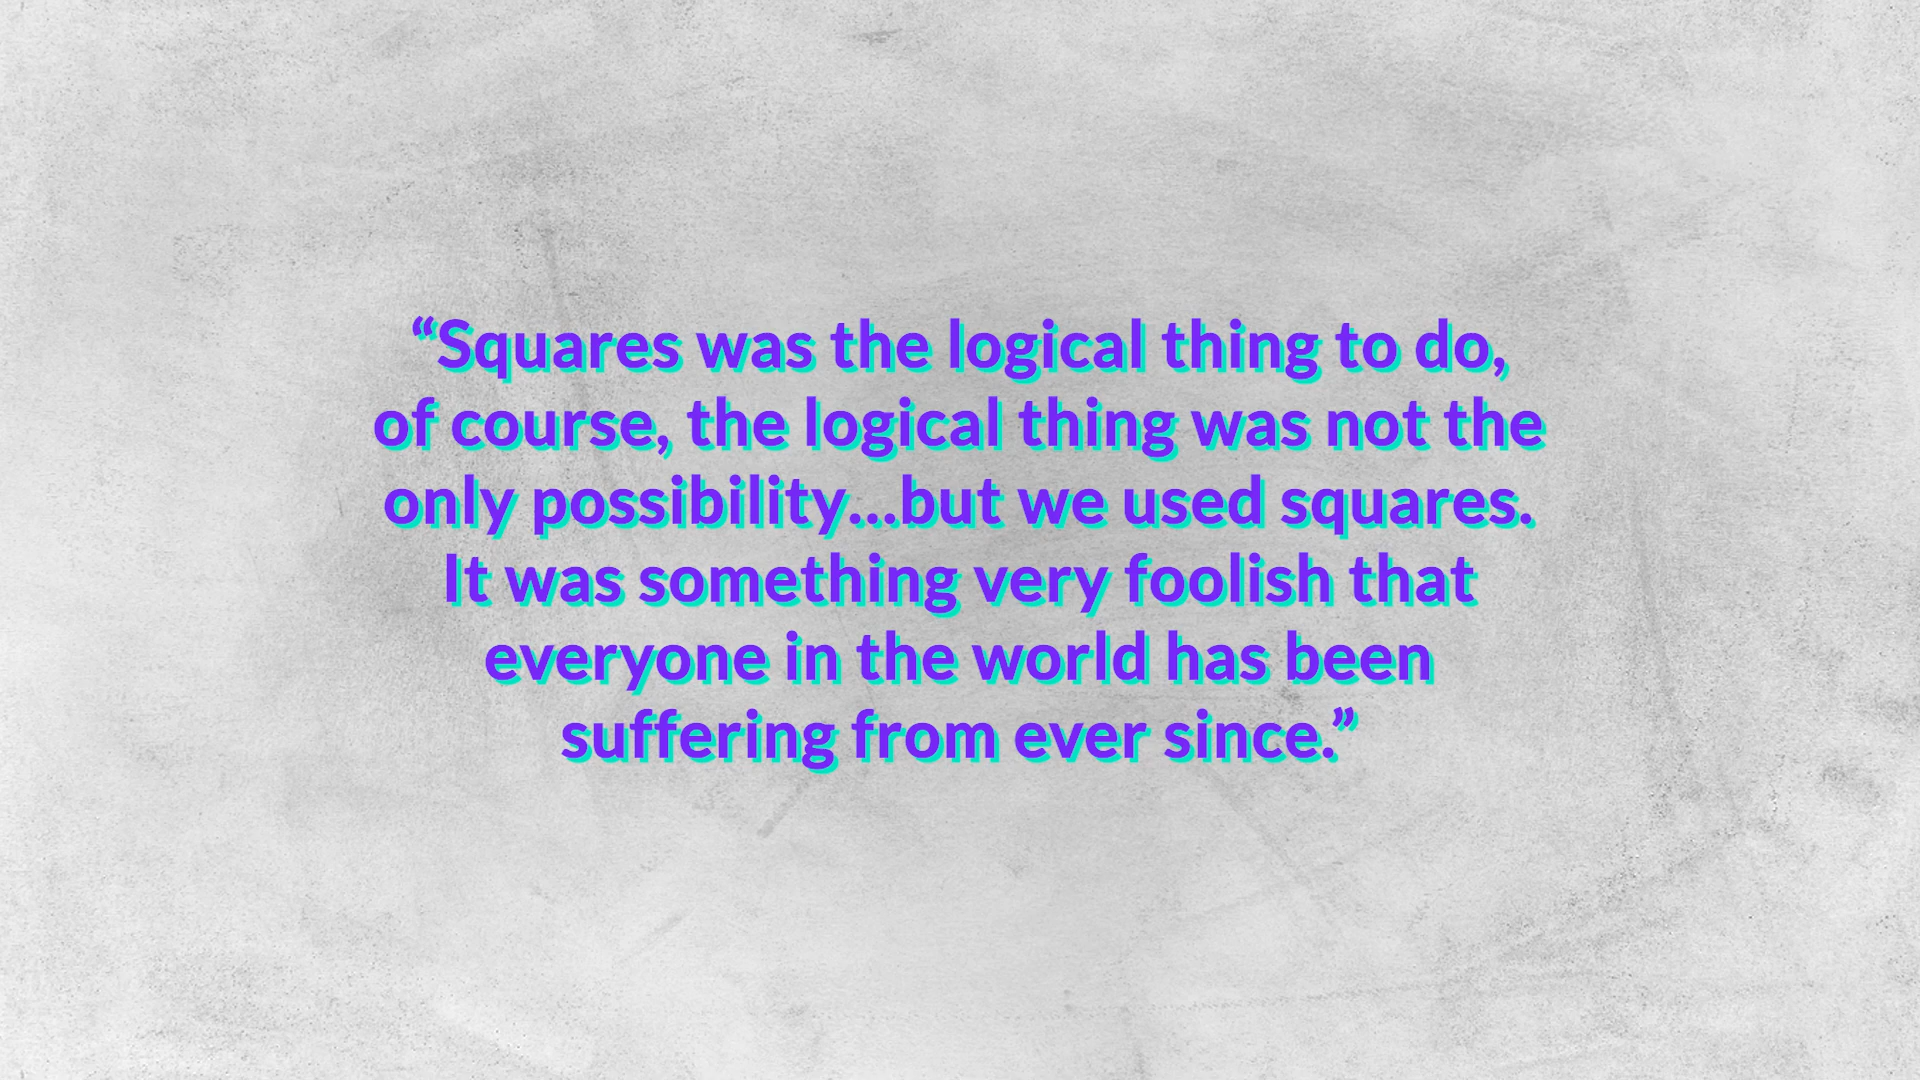 “Squares was the logical thing to do,
of course, the logical thing was not the
only possibility...but we used squares.
It was something very foolish that
everyone in the world has been
suffering from ever since.”